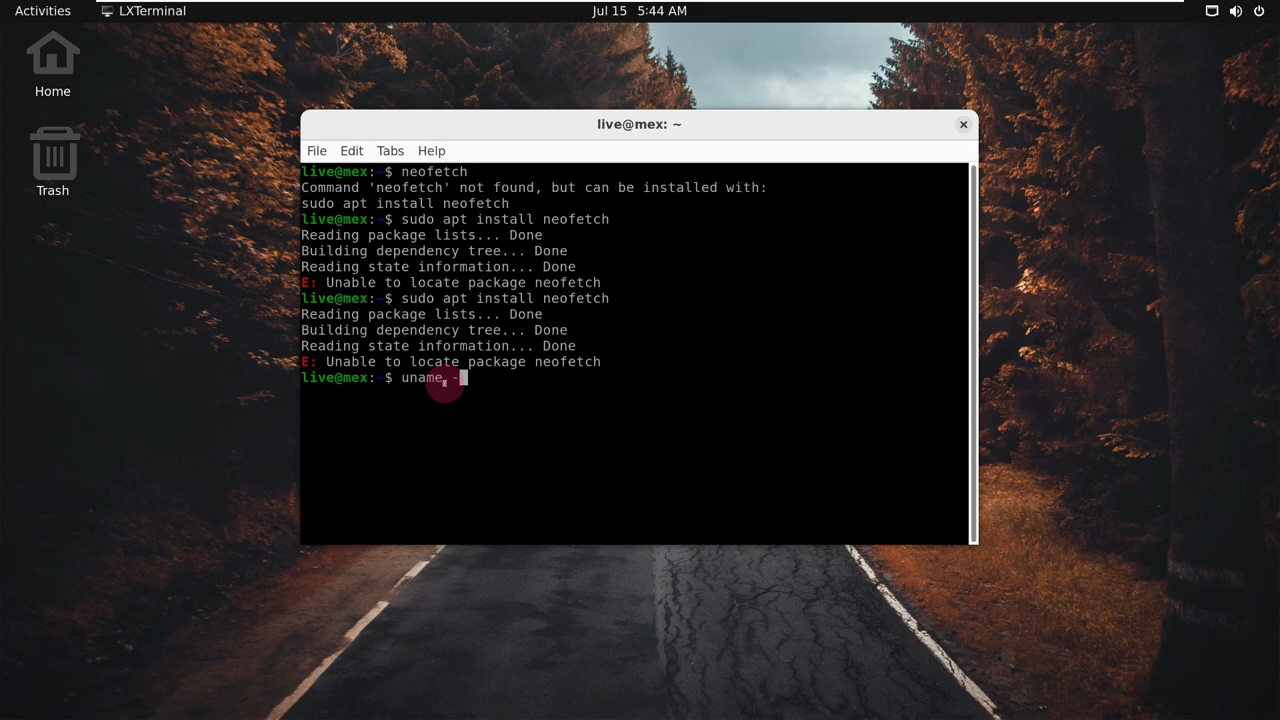 Activities LXTerminal Jul 15 5:44 AM
Home
Trash
live@mex: ~
File Edit Tabs Help
live@mex:~$ neofetch
Command 'neofetch' not found, but can be installed with:
sudo apt install neofetch
live@mex:~$ sudo apt install neofetch
Reading package lists... Done
Building dependency tree... Done
Reading state information... Done
E: Unable to locate package neofetch
live@mex:~$ sudo apt install neofetch
Reading package lists... Done
Building dependency tree... Done
Reading state information... Done
E: Unable to locate package neofetch
live@mex:~$ uname -